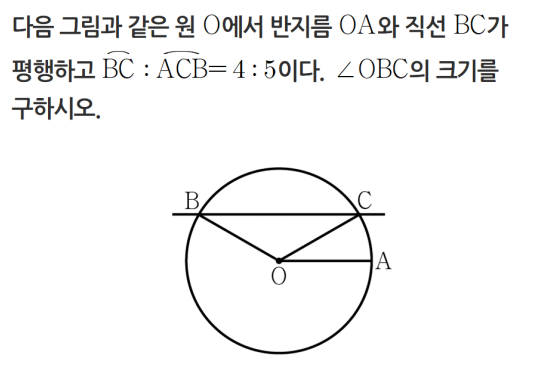 다음 그림과 같은 원 O에서 반지름 OA와 직선 BC가
평행하고 B͡C : A͡C͡B= 4 : 5이다. ∠OBC의 크기를
구하시오.
B C
O A